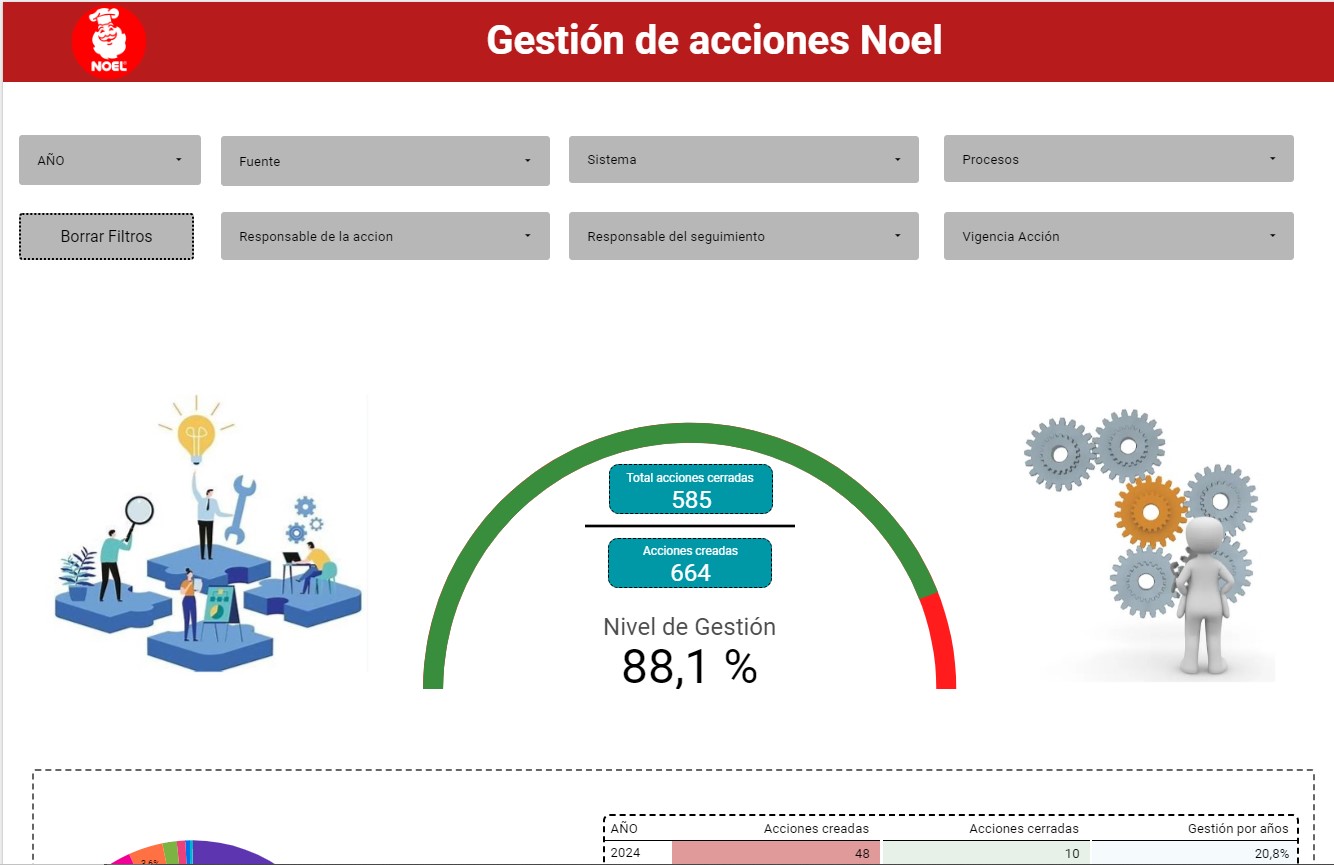 NOEL
Gestión de acciones Noel
AÑO
Fuente
Sistema
Procesos
Borrar Filtros
Responsable de la accion
Responsable del seguimiento
Vigencia Acción
Total acciones cerradas
585
Acciones creadas
664
Nivel de Gestión
88,1 %
3,6%
AÑO Acciones creadas Acciones cerradas Gestión por años
2024 48 10 20,8%